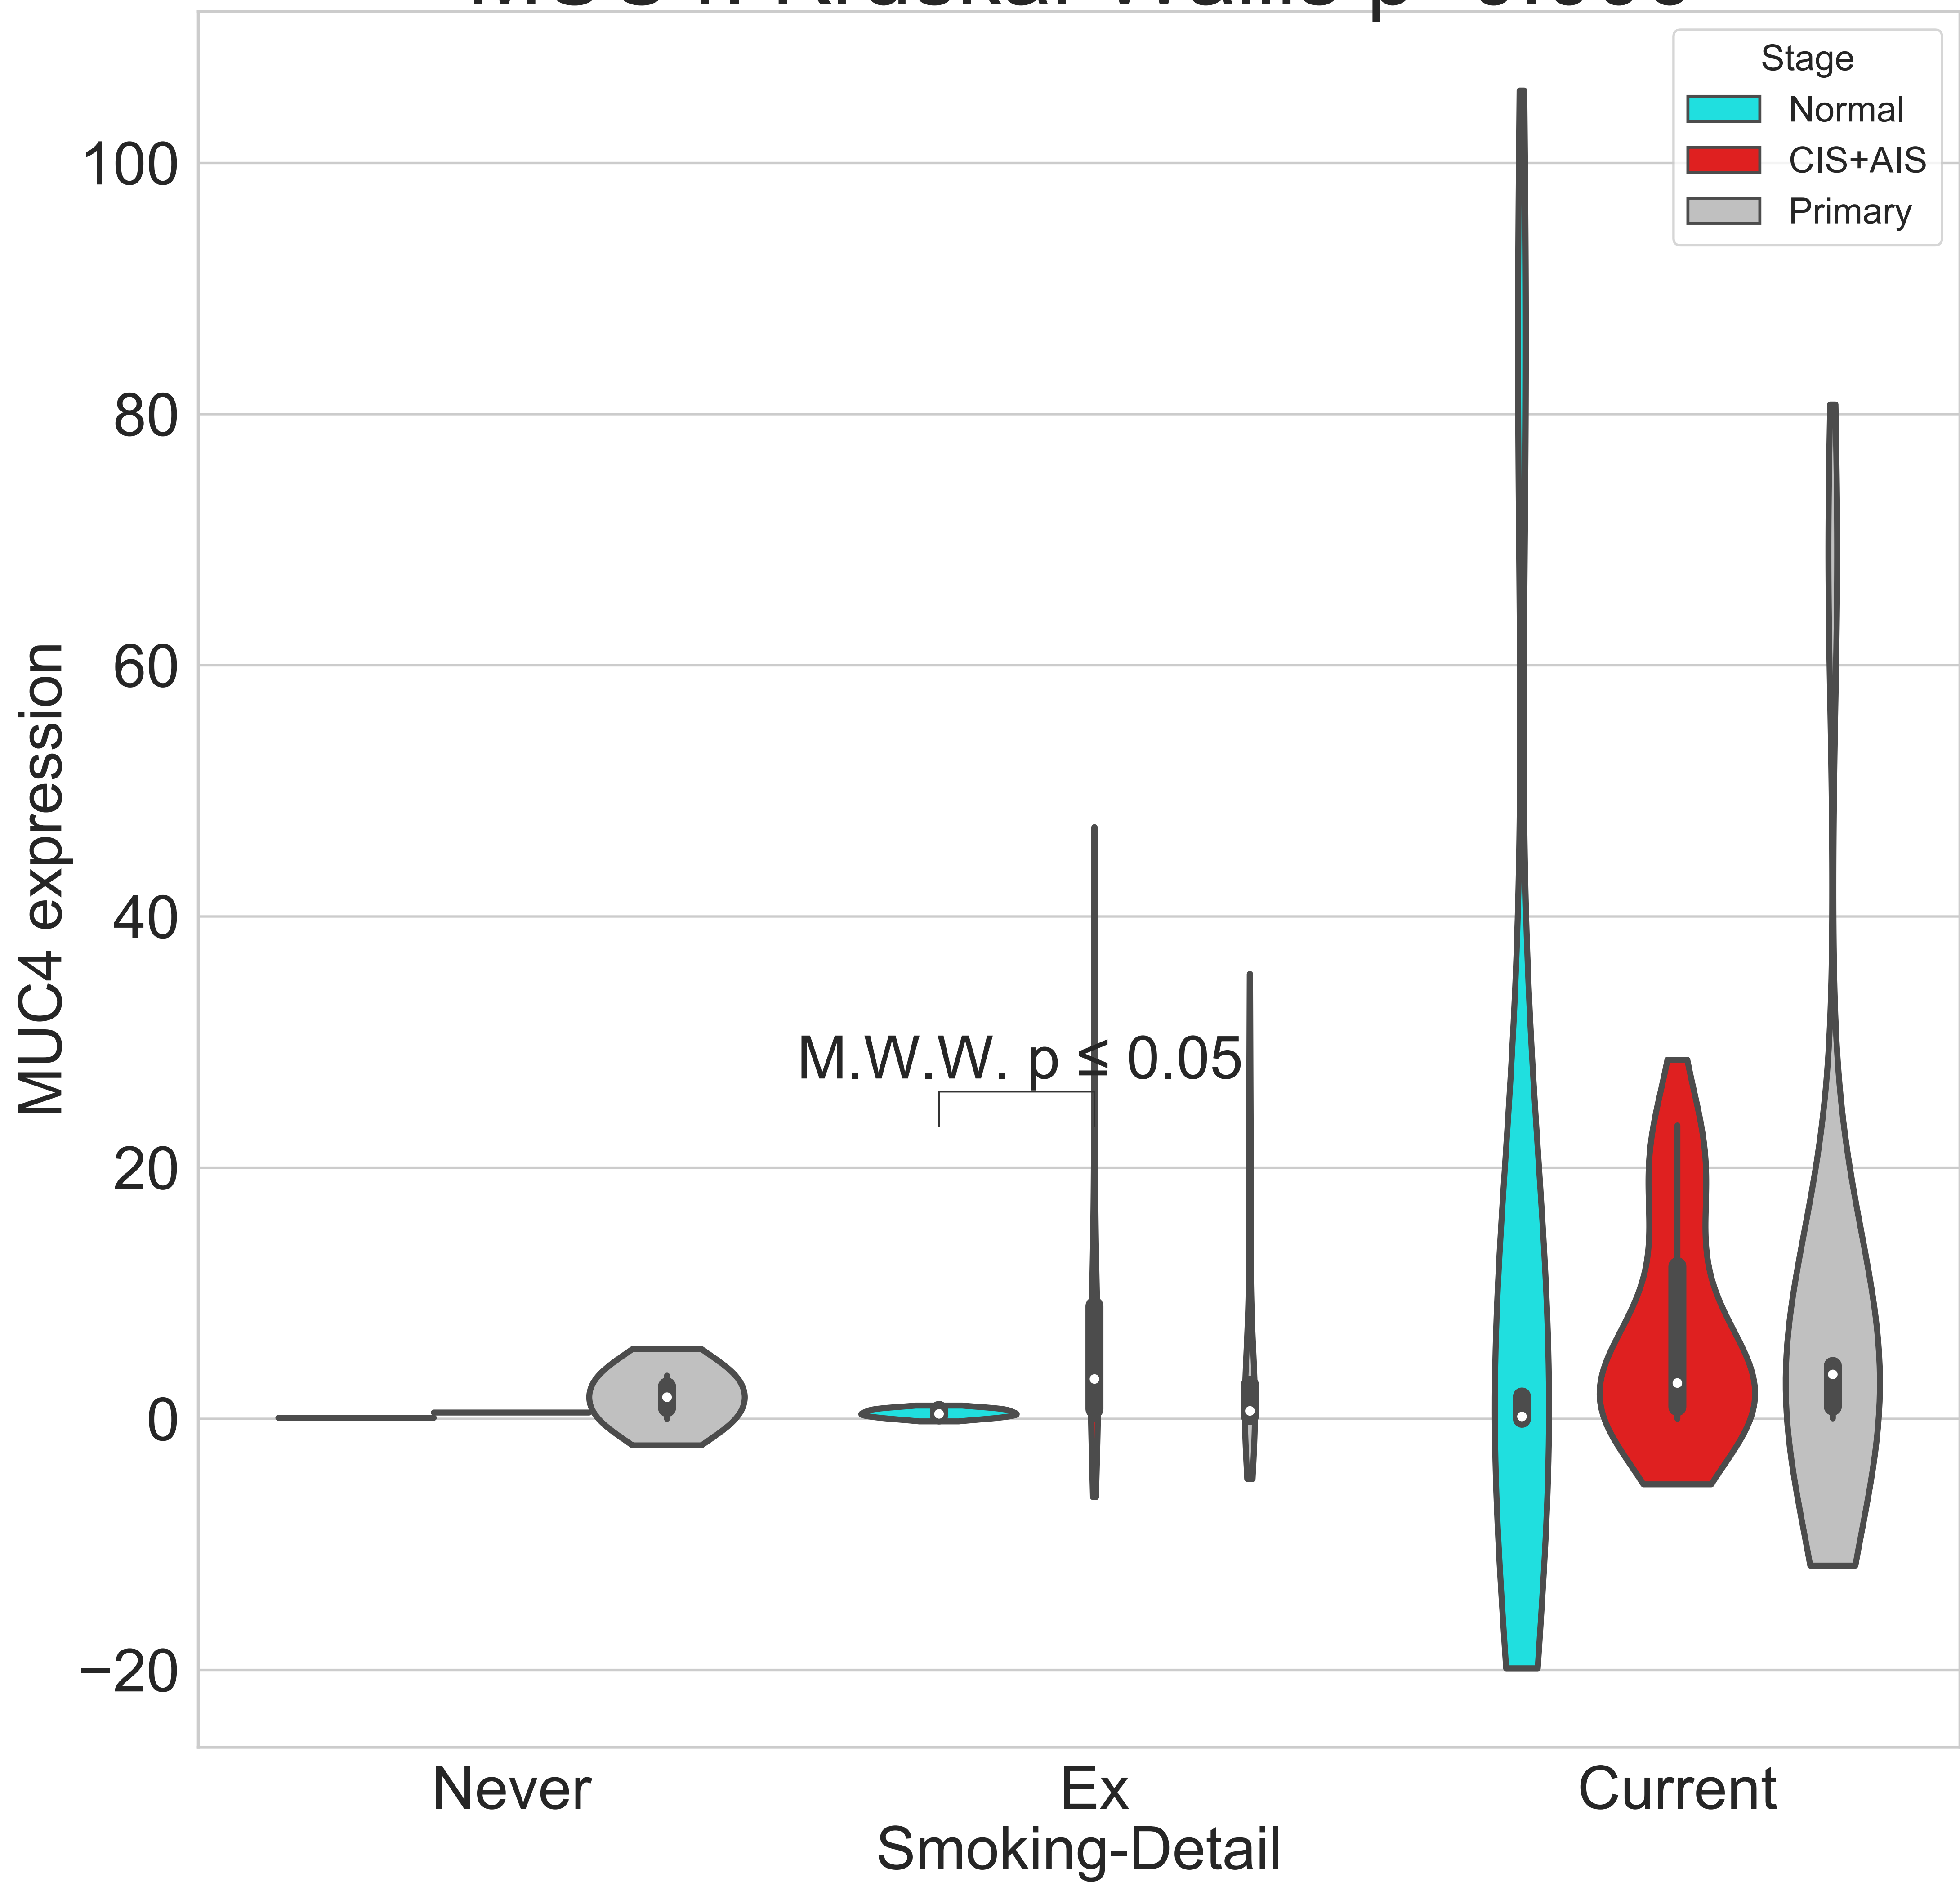 Stage
Normal
CIS+AIS
Primary
100
80
60
40
20
0
−20
MUC4 expression
M.W.W. p ≤ 0.05
Never
Ex
Current
Smoking-Detail